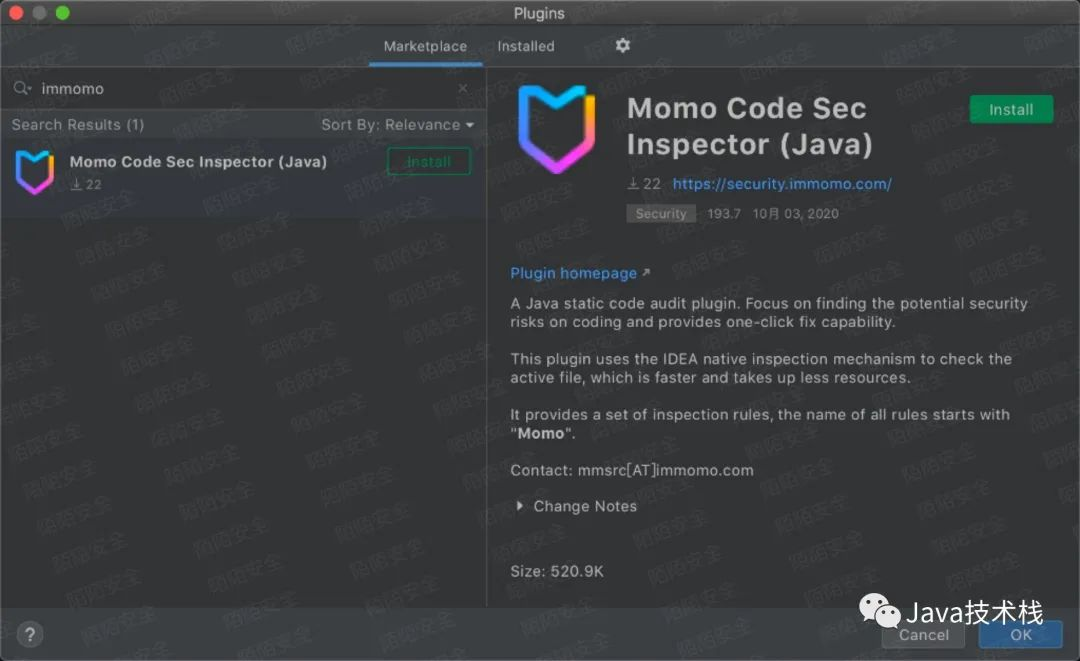 Plugins
Marketplace
Installed
immomo
Search Results (1)
Sort By: Relevance
Momo Code Sec Inspector (Java)
22
Install
Momo Code Sec
Inspector (Java)
Install
22 https://security.immomo.com/
Security 193.7 10月 03, 2020
Plugin homepage
A Java static code audit plugin. Focus on finding the potential security
risks on coding and provides one-click fix capability.
This plugin uses the IDEA native inspection mechanism to check the
active file, which is faster and takes up less resources.
It provides a set of inspection rules, the name of all rules starts with
"Momo".
Contact: mmsrc[AT]immomo.com
Change Notes
Size: 520.9K
?
Java技术栈
Cancel
OK
陌陌安全